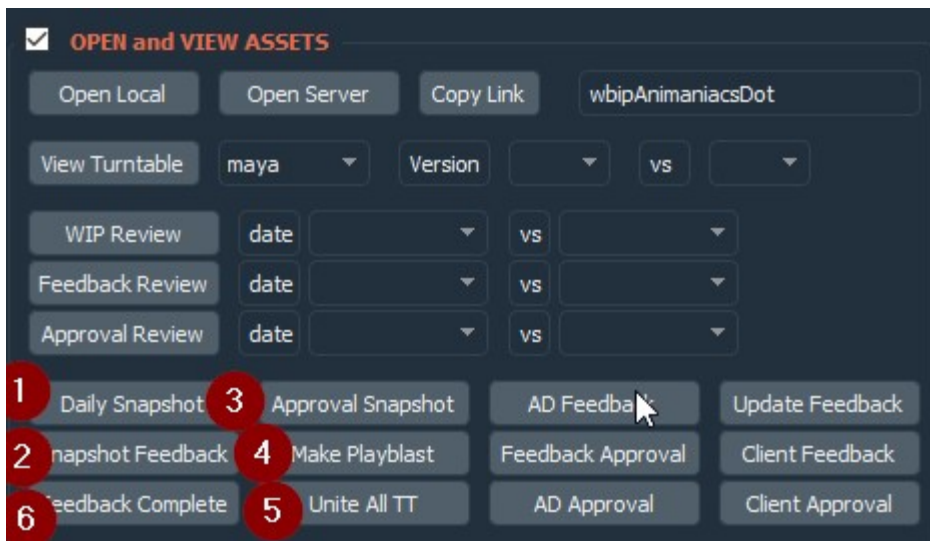 OPEN and VIEW ASSETS
Open Local Open Server Copy Link wbipAnimaniacsDot
View Turntable maya Version vs
WIP Review date vs
Feedback Review date vs
Approval Review date vs
1 Daily Snapshot 3 Approval Snapshot AD Feedback Update Feedback
2 napshot Feedback 4 Make Playblast Feedback Approval Client Feedback
6 eedback Complete 5 Unite All TT AD Approval Client Approval